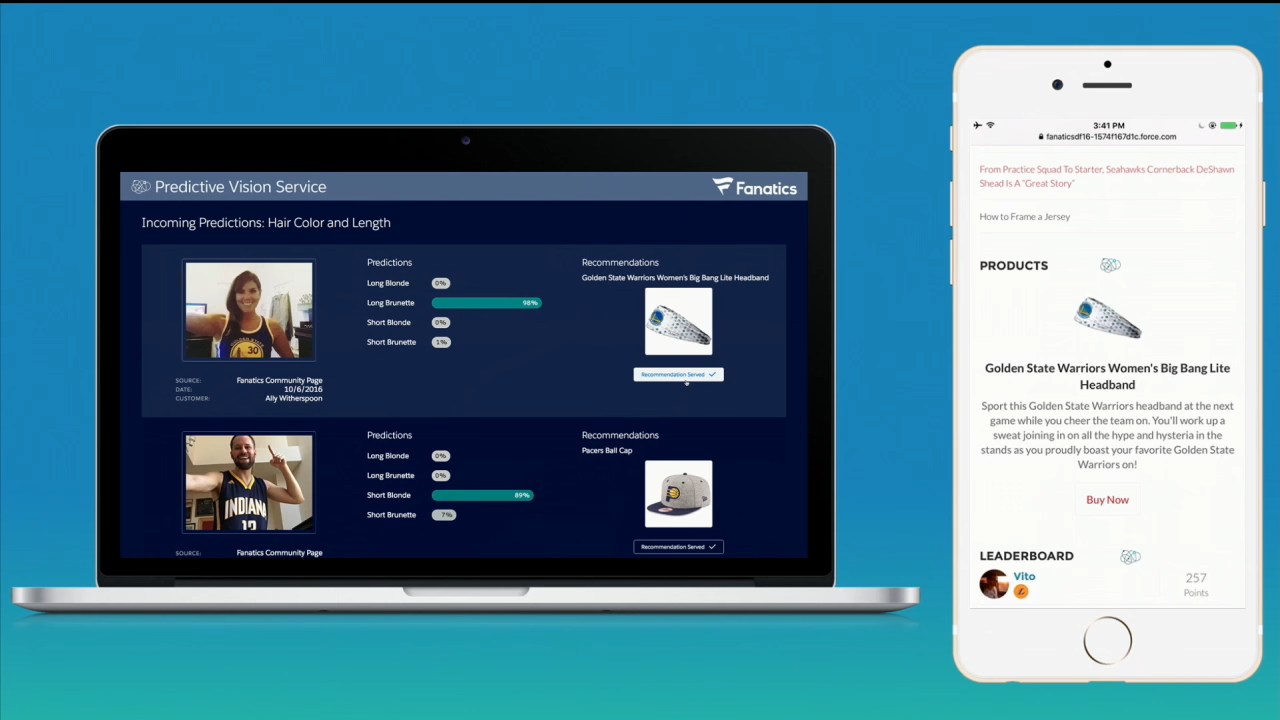 Predictive Vision Service
Fanatics
Incoming Predictions: Hair Color and Length
Predictions
Long Blonde 0%
Long Brunette 98%
Short Blonde 0%
Short Brunette 1%
Recommendations
Golden State Warriors Women's Big Bang Lite Headband
Recommendation Served
GOLDEN STATE
30
SOURCE: Fanatics Community Page
DATE: 10/6/2016
CUSTOMER: Ally Witherspoon
Predictions
Long Blonde 0%
Long Brunette 0%
Short Blonde 89%
Short Brunette 7%
Recommendations
Pacers Ball Cap
Recommendation Served
INDIANA
13
SOURCE: Fanatics Community Page
3:41 PM
fanaticsdf16-1574f167d1c.force.com
From Practice Squad To Starter, Seahawks Cornerback DeShawn
Shead Is A "Great Story"
How to Frame a Jersey
PRODUCTS
Golden State Warriors Women's Big Bang Lite
Headband
Sport this Golden State Warriors headband at the next
game while you cheer the team on. You'll work up a
sweat joining in on all the hype and hysteria in the
stands as you proudly boast your favorite Golden State
Warriors on!
Buy Now
LEADERBOARD
Vito
257
Points